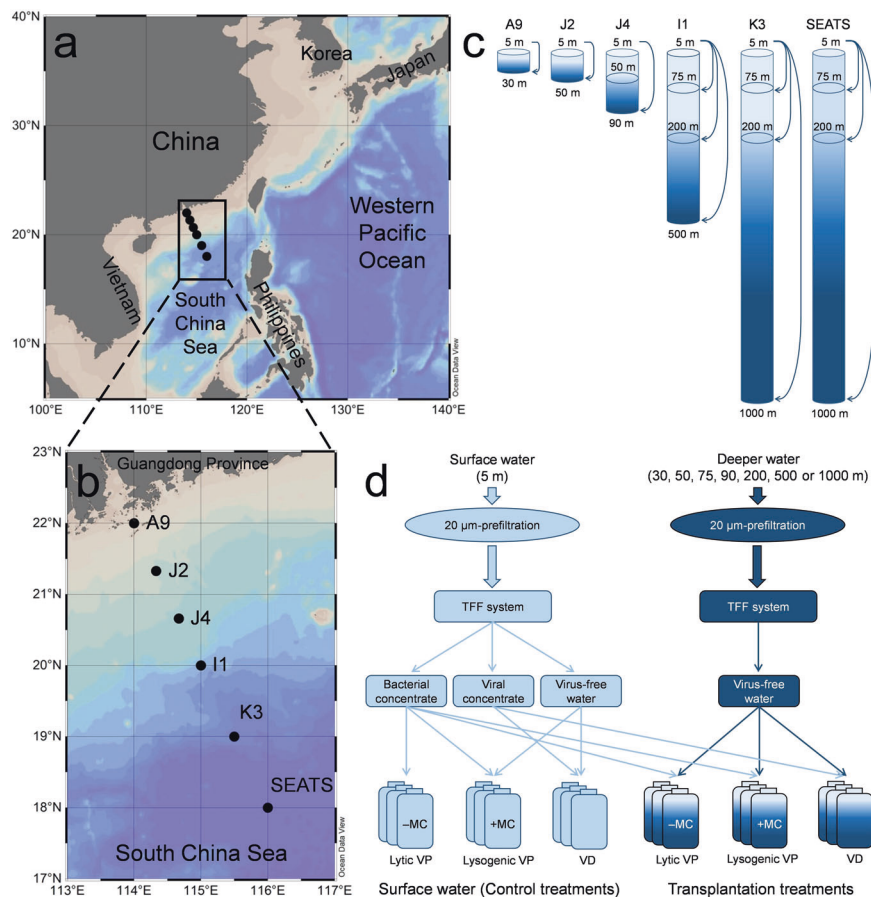 a
Korea
Japan
China
Western
Pacific
Ocean
Vietnam
South
China
Sea
Philippines
40°N
30°N
20°N
10°N
100°E
110°E
120°E
130°E
140°E
Ocean Data View
b
Guangdong Province
A9
J2
J4
I1
K3
SEATS
South China Sea
23°N
22°N
21°N
20°N
19°N
18°N
17°N
113°E
114°E
115°E
116°E
117°E
Ocean Data View
c
A9 J2 J4 I1 K3 SEATS
5 m 5 m 5 m 5 m 5 m 5 m
30 m
50 m
50 m
90 m
75 m 75 m 75 m
200 m 200 m 200 m
500 m
1000 m 1000 m
d
Surface water
(5 m)
20 µm-prefiltration
TFF system
Bacterial
concentrate
Viral
concentrate
Virus-free
water
–MC
+MC
Lytic VP
Lysogenic VP
VD
Surface water (Control treatments)
Deeper water
(30, 50, 75, 90, 200, 500 or 1000 m)
20 µm-prefiltration
TFF system
Virus-free
water
–MC
+MC
Lytic VP
Lysogenic VP
VD
Transplantation treatments